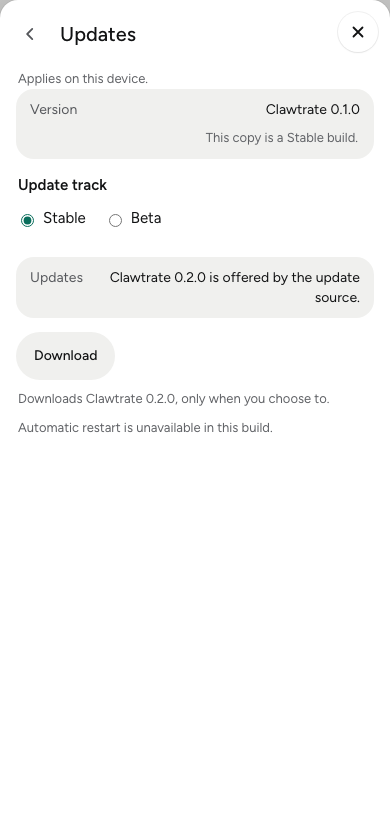 Updates
Applies on this device.
Version Clawtrate 0.1.0
This copy is a Stable build.
Update track
Stable Beta
Updates Clawtrate 0.2.0 is offered by the update
source.
Download
Downloads Clawtrate 0.2.0, only when you choose to.
Automatic restart is unavailable in this build.